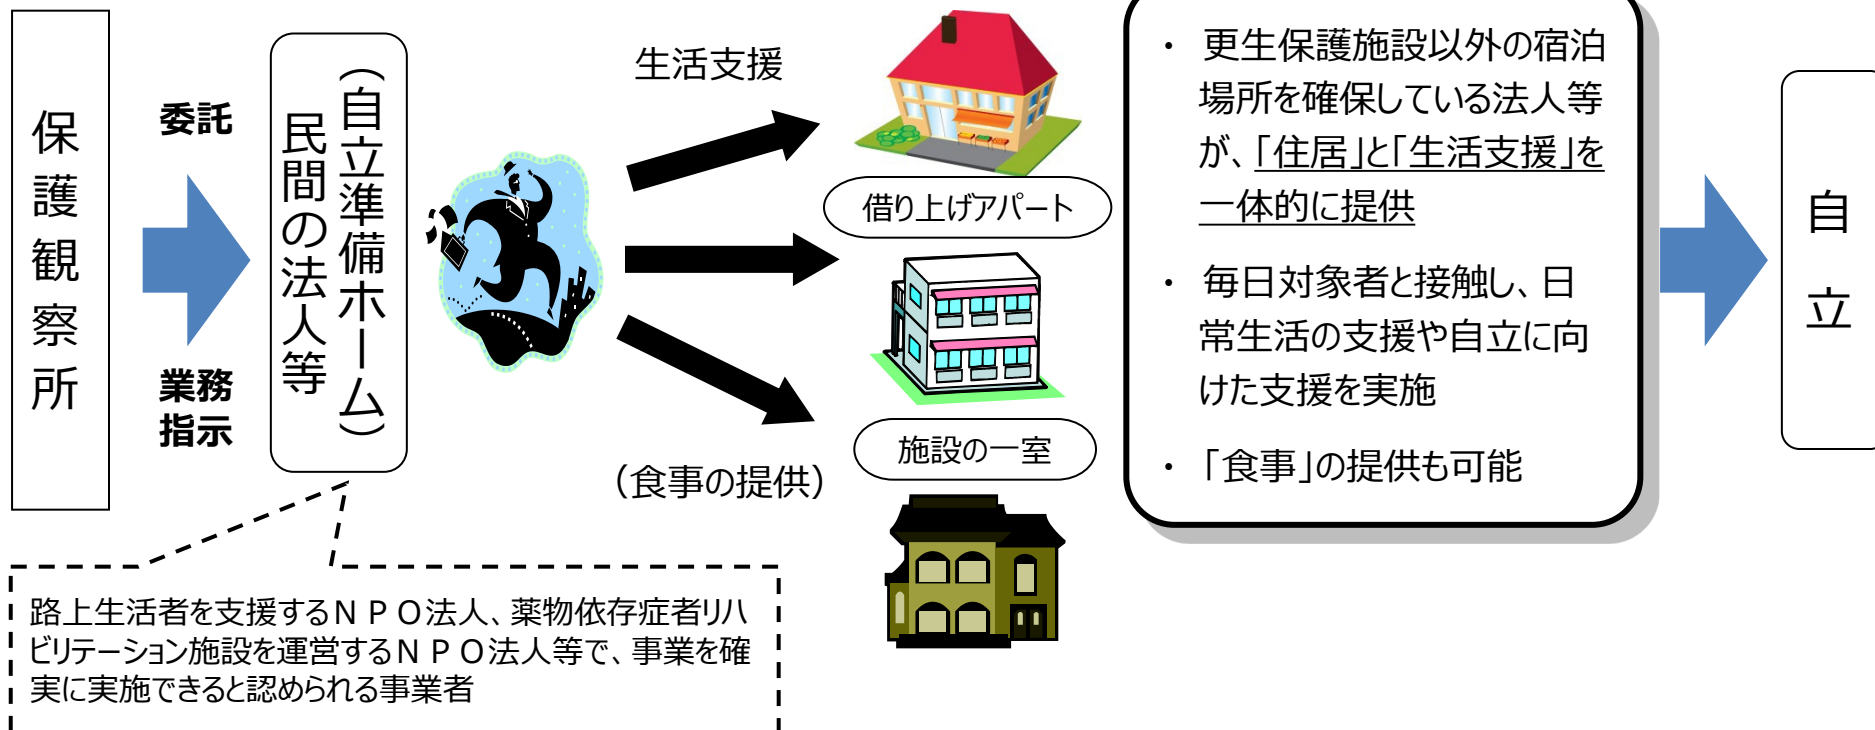 保護観察所
委託
業務
指示
(自立準備ホーム)
民間の法人等
生活支援
(食事の提供)
借り上げアパート
施設の一室
・ 更生保護施設以外の宿泊
場所を確保している法人等
が、「住居」と「生活支援」を
一体的に提供
・ 毎日対象者と接触し、日
常生活の支援や自立に向
けた支援を実施
・ 「食事」の提供も可能
自立
路上生活者を支援するNPO法人、薬物依存症者リハ
ビリテーション施設を運営するNPO法人等で、事業を確
実に実施できると認められる事業者